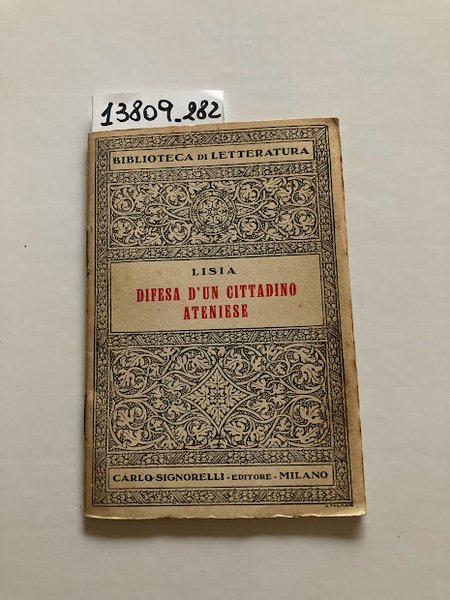 13809_282
BIBLIOTECA DI LETTERATURA
LISIA
DIFESA D'UN CITTADINO
ATENIESE
CARLO SIGNORELLI - EDITORE - MILANO